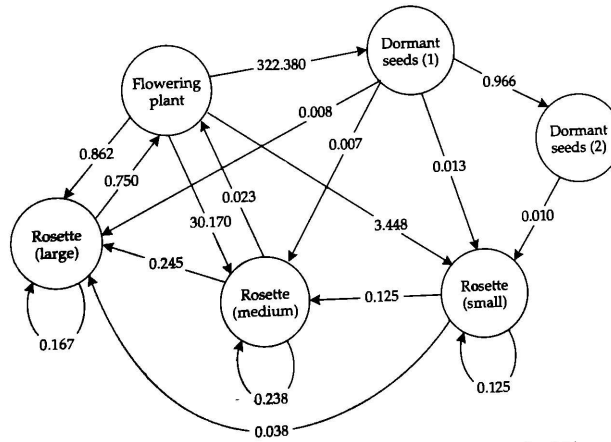 Dormant
seeds (1)
322.380
Flowering
plant
0.966
0.008
Dormant
seeds (2)
0.007
0.862
0.750
0.013
0.023
0.010
30.170
3.448
Rosette
(large)
0.245
Rosette
(medium)
0.125
Rosette
(small)
0.167
0.238
0.125
0.038